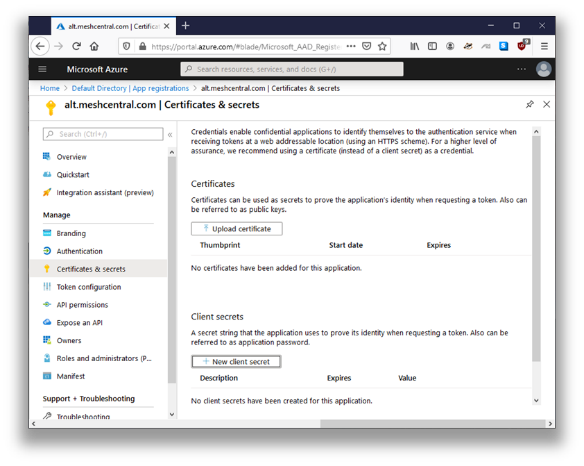 alt.meshcentral.com | Certificat
https://portal.azure.com/#blade/Microsoft_AAD_Registe
Microsoft Azure
Search resources, services, and docs (G+/)
Home > Default Directory | App registrations > alt.meshcentral.com | Certificates & secrets
alt.meshcentral.com | Certificates & secrets
Search (Ctrl+/)
Overview
Quickstart
Integration assistant (preview)
Manage
Branding
Authentication
Certificates & secrets
Token configuration
API permissions
Expose an API
Owners
Roles and administrators (P...
Manifest
Support + Troubleshooting
Troubleshooting
Credentials enable confidential applications to identify themselves to the authentication service when
receiving tokens at a web addressable location (using an HTTPS scheme). For a higher level of
assurance, we recommend using a certificate (instead of a client secret) as a credential.
Certificates
Certificates can be used as secrets to prove the application's identity when requesting a token. Also can
be referred to as public keys.
Upload certificate
Thumbprint Start date Expires
No certificates have been added for this application.
Client secrets
A secret string that the application uses to prove its identity when requesting a token. Also can be
referred to as application password.
New client secret
Description Expires Value
No client secrets have been created for this application.